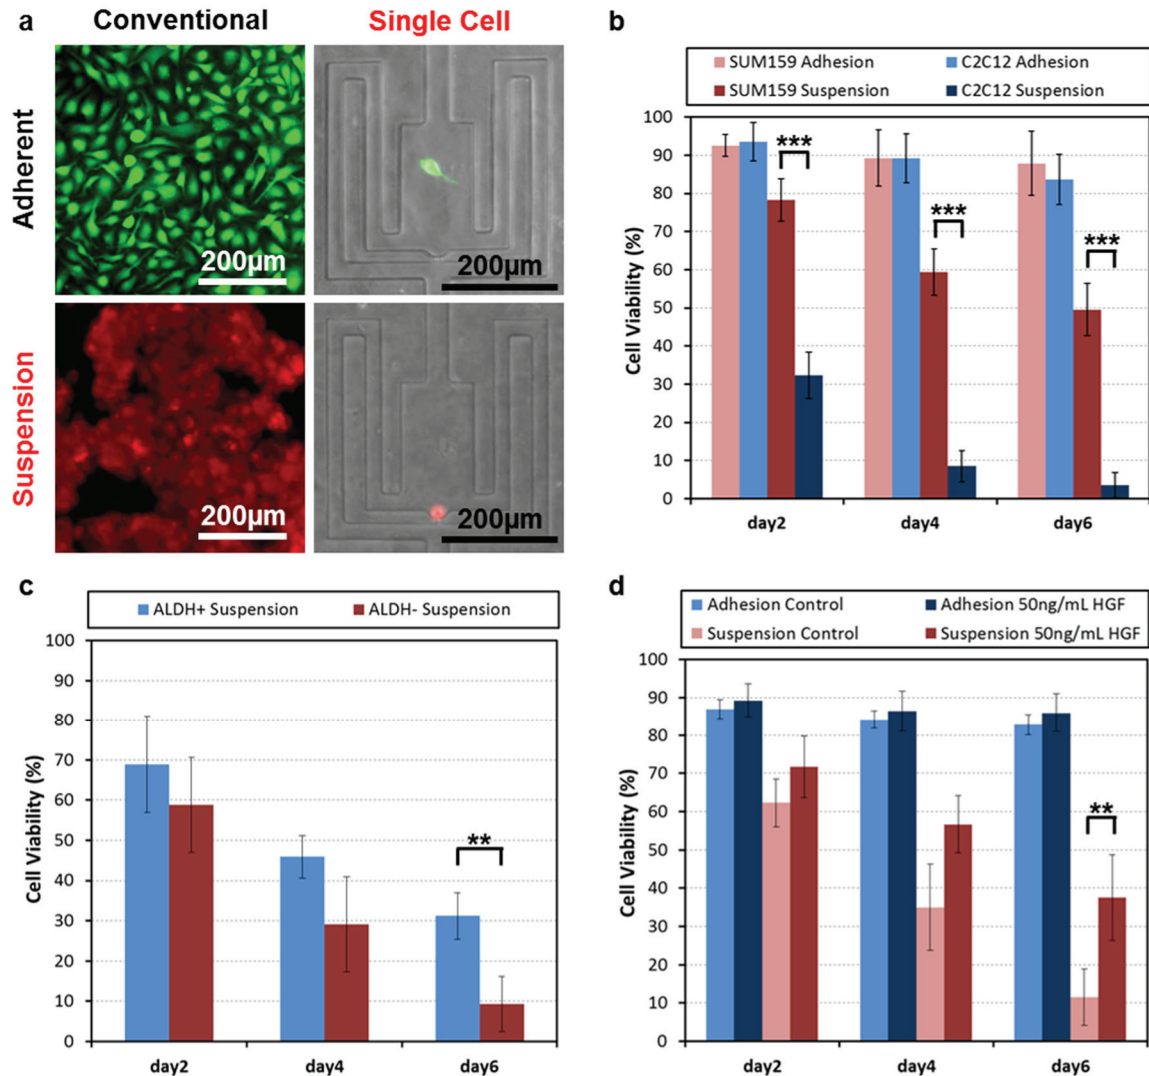 a
Conventional
Single Cell
Adherent
200µm
200µm
Suspension
200µm
200µm
b
SUM159 Adhesion
C2C12 Adhesion
SUM159 Suspension
C2C12 Suspension
Cell Viability (%)
100
90
80
70
60
50
40
30
20
10
0
***
***
***
day2
day4
day6
c
ALDH+ Suspension
ALDH- Suspension
Cell Viability (%)
100
90
80
70
60
50
40
30
20
10
0
**
day2
day4
day6
d
Adhesion Control
Adhesion 50ng/mL HGF
Suspension Control
Suspension 50ng/mL HGF
Cell Viability (%)
100
90
80
70
60
50
40
30
20
10
0
**
day2
day4
day6